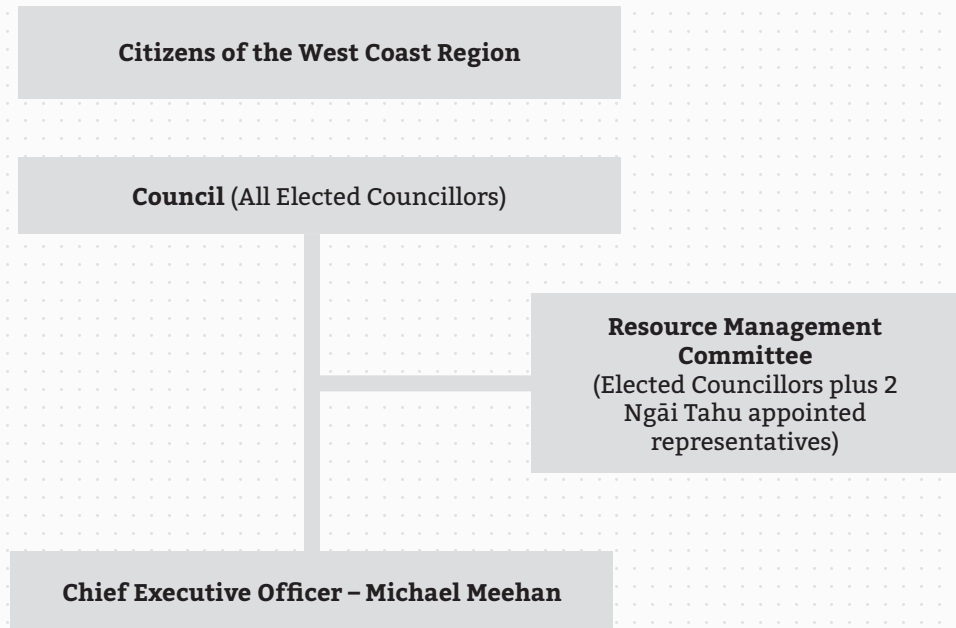 Citizens of the West Coast Region
Council (All Elected Councillors)
Resource Management
Committee
(Elected Councillors plus 2
Ngāi Tahu appointed
representatives)
Chief Executive Officer – Michael Meehan